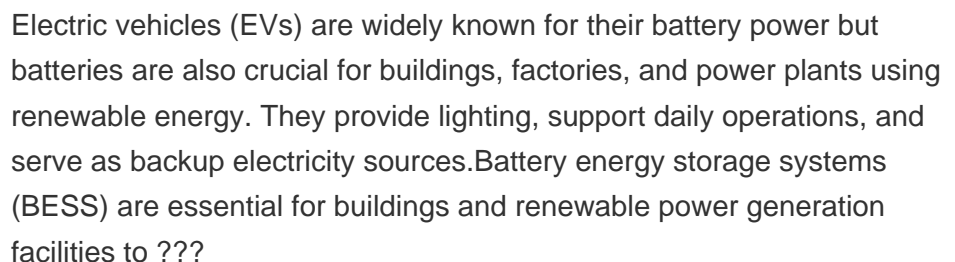 Electric vehicles (EVs) are widely known for their battery power but
batteries are also crucial for buildings, factories, and power plants using
renewable energy. They provide lighting, support daily operations, and
serve as backup electricity sources.Battery energy storage systems
(BESS) are essential for buildings and renewable power generation
facilities to ???